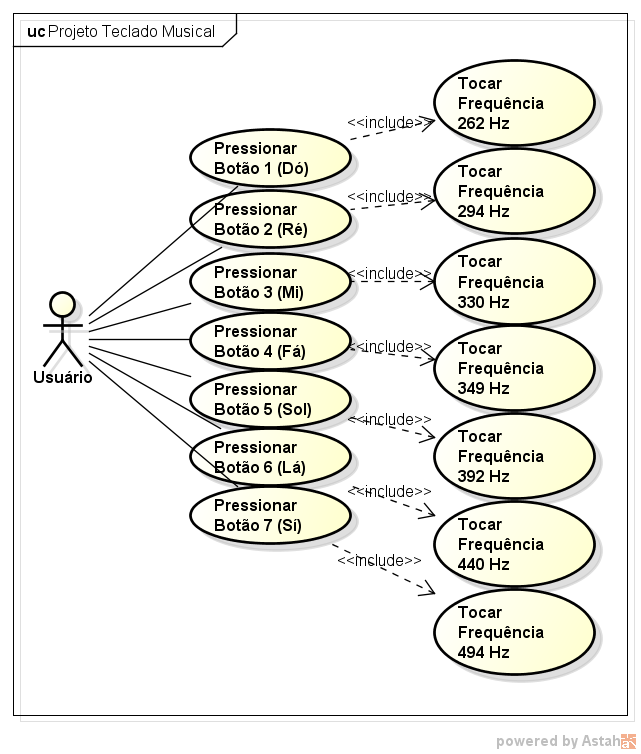 uc Projeto Teclado Musical
Tocar
Frequência
262 Hz
<<include>>
Pressionar
Botão 1 (Dó)
Tocar
Frequência
294 Hz
<<include>>
Pressionar
Botão 2 (Ré)
Tocar
Frequência
330 Hz
<<include>>
Pressionar
Botão 3 (Mi)
Tocar
Frequência
349 Hz
<<include>>
Pressionar
Botão 4 (Fá)
Usuário
Pressionar
Botão 5 (Sol)
<<include>>
Tocar
Frequência
392 Hz
Pressionar
Botão 6 (Lá)
<<include>>
Tocar
Frequência
440 Hz
Pressionar
Botão 7 (Sí)
<<include>>
Tocar
Frequência
494 Hz
powered by Astah